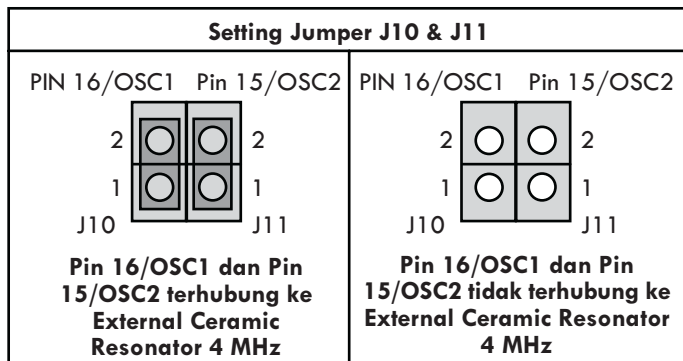 Setting Jumper J10 & J11
PIN 16/OSC1 Pin 15/OSC2
2 2
1 1
J10 J11
Pin 16/OSC1 dan Pin
15/OSC2 terhubung ke
External Ceramic
Resonator 4 MHz
PIN 16/OSC1 Pin 15/OSC2
2 2
1 1
J10 J11
Pin 16/OSC1 dan Pin
15/OSC2 tidak terhubung ke
External Ceramic Resonator
4 MHz